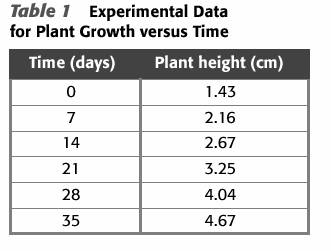 Table 1 Experimental Data
for Plant Growth versus Time
Time (days) Plant height (cm)
0 1.43
7 2.16
14 2.67
21 3.25
28 4.04
35 4.67